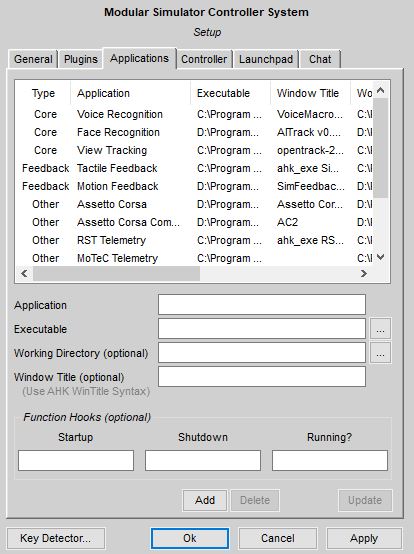 Modular Simulator Controller System
Setup
General Plugins Applications Controller Launchpad Chat
Type Application Executable Window Title Wo
Core Voice Recognition C:\Program ... VoiceMacro... C:\
Core Face Recognition D:\Program ... AITrack v0.... D:\
Core View Tracking C:\Program ... opentrack-2... C:\
Feedback Tactile Feedback C:\Program ... ahk_exe Si... C:\
Feedback Motion Feedback D:\Program ... SimFeedbac... D:\
Other Assetto Corsa D:\Program ... Assetto Cor... D:\
Other Assetto Corsa Com... D:\Program ... AC2 D:\
Other RST Telemetry C:\Program ... ahk_exe RS... C:\
Other MoTeC Telemetry C:\Program ... C:\
Application
Executable ...
Working Directory (optional) ...
Window Title (optional)
(Use AHK WinTitle Syntax)
Function Hooks (optional)
Startup Shutdown Running?
Add Delete Update
Key Detector... Ok Cancel Apply